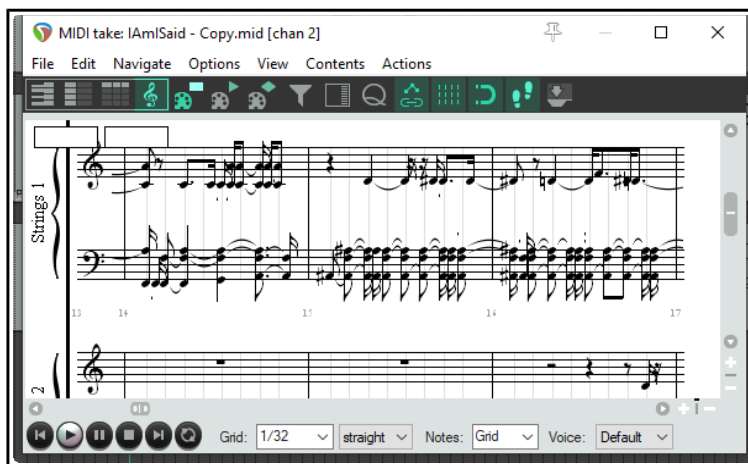 MIDI take: IAmISaid - Copy.mid [chan 2]
File Edit Navigate Options View Contents Actions
Strings 1
13 14 15 16 17
2
Grid: 1/32 straight Notes: Grid Voice: Default